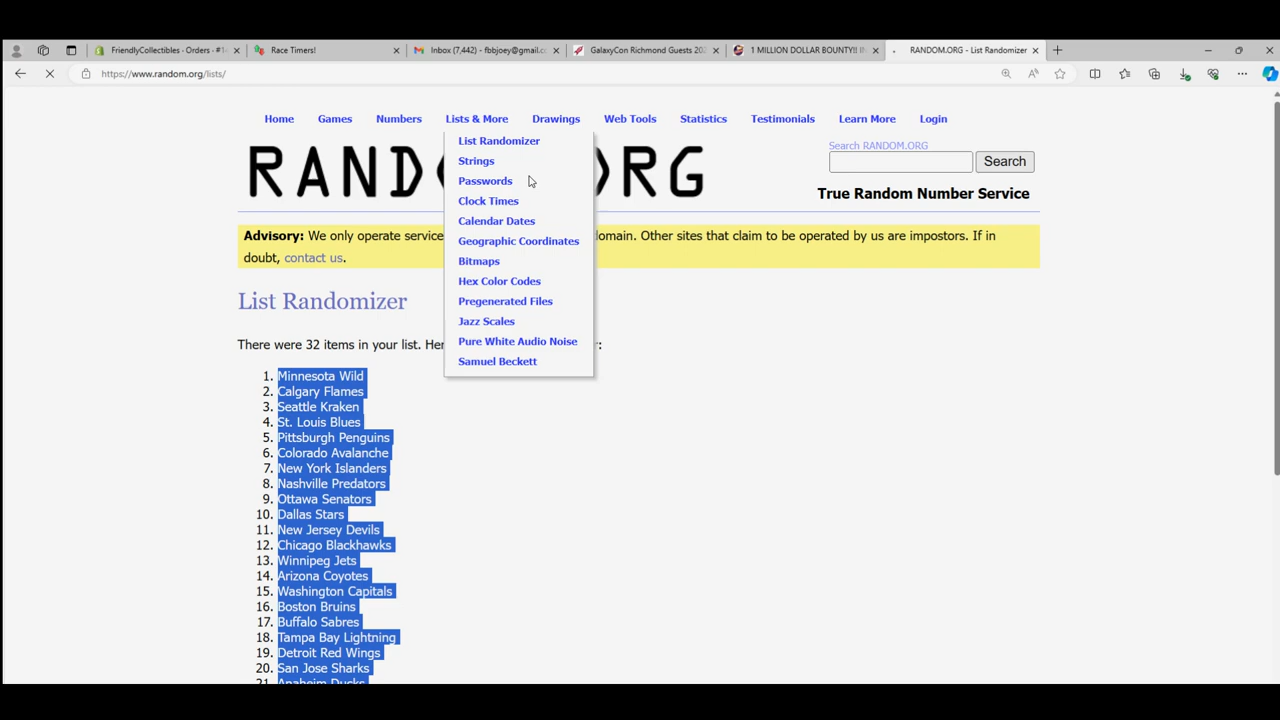 FriendlyCollectibles - Orders - #1
Race Timers!
Inbox (7,442) - fbbjoey@gmail.c
GalaxyCon Richmond Guests 202
1 MILLION DOLLAR BOUNTY!! IN
RANDOM.ORG - List Randomizer
https://www.random.org/lists/
Home
Games
Numbers
Lists & More
Drawings
Web Tools
Statistics
Testimonials
Learn More
Login
List Randomizer
Strings
Passwords
Clock Times
Calendar Dates
Geographic Coordinates
Bitmaps
Hex Color Codes
Pregenerated Files
Jazz Scales
Pure White Audio Noise
Samuel Beckett
RAND RG
Search RANDOM.ORG
Search
True Random Number Service
Advisory: We only operate service omain. Other sites that claim to be operated by us are impostors. If in
doubt, contact us.
List Randomizer
There were 32 items in your list. Her :
1. Minnesota Wild
2. Calgary Flames
3. Seattle Kraken
4. St. Louis Blues
5. Pittsburgh Penguins
6. Colorado Avalanche
7. New York Islanders
8. Nashville Predators
9. Ottawa Senators
10. Dallas Stars
11. New Jersey Devils
12. Chicago Blackhawks
13. Winnipeg Jets
14. Arizona Coyotes
15. Washington Capitals
16. Boston Bruins
17. Buffalo Sabres
18. Tampa Bay Lightning
19. Detroit Red Wings
20. San Jose Sharks
21. Anaheim Ducks